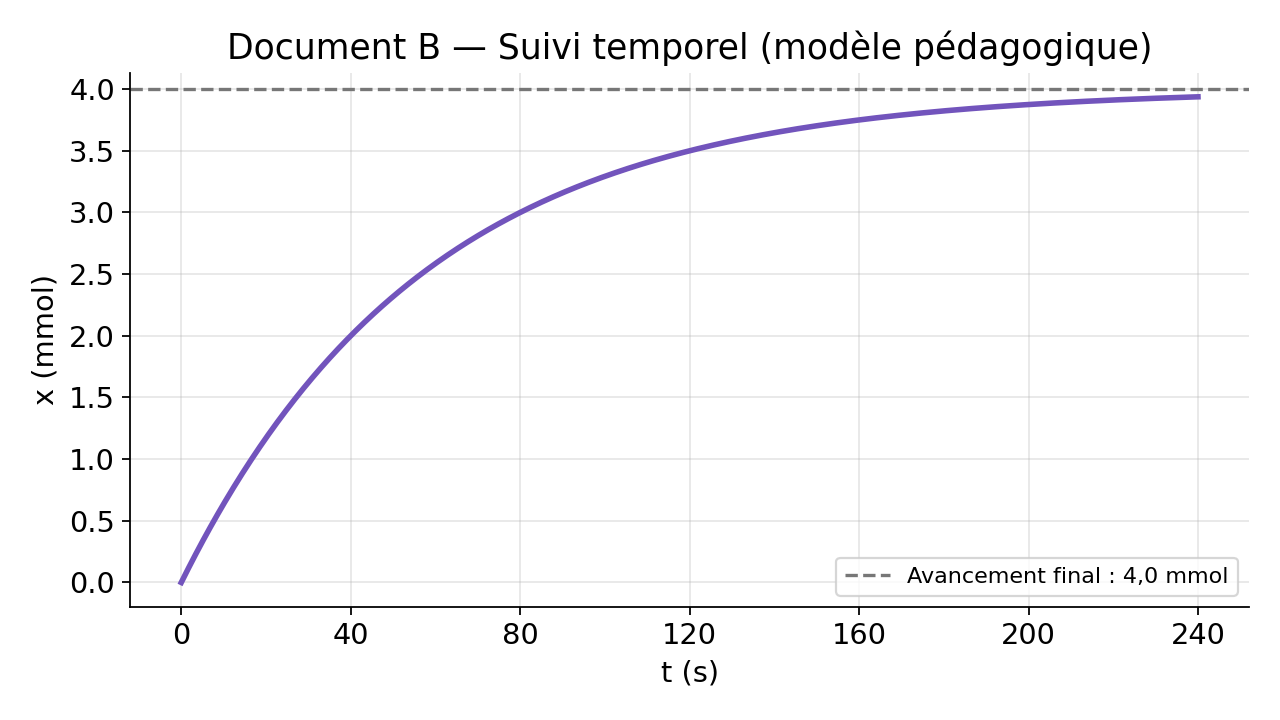 Document B — Suivi temporel (modèle pédagogique)
4.0
3.5
3.0
2.5
2.0
1.5
1.0
0.5
0.0
x (mmol)
Avancement final : 4,0 mmol
0 40 80 120 160 200 240
t (s)